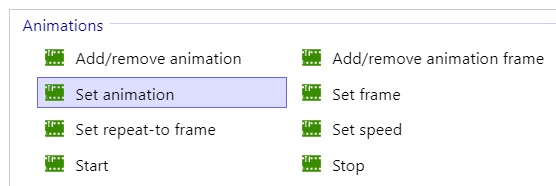 Animations
Add/remove animation
Add/remove animation frame
Set animation
Set frame
Set repeat-to frame
Set speed
Start
Stop